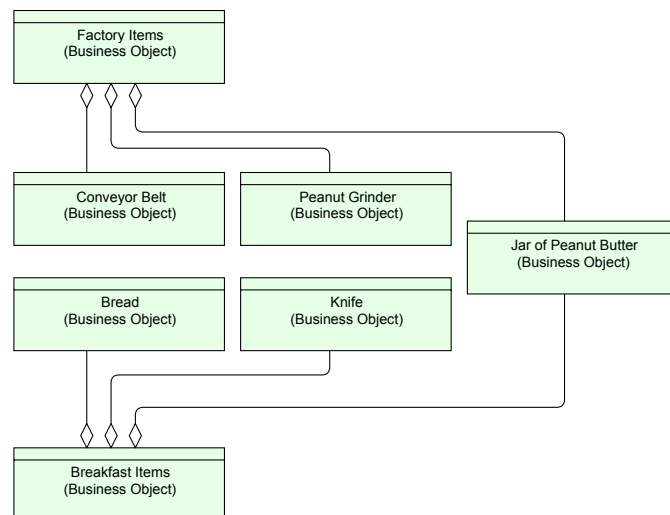 Factory Items
(Business Object)
Conveyor Belt
(Business Object)
Peanut Grinder
(Business Object)
Jar of Peanut Butter
(Business Object)
Bread
(Business Object)
Knife
(Business Object)
Breakfast Items
(Business Object)